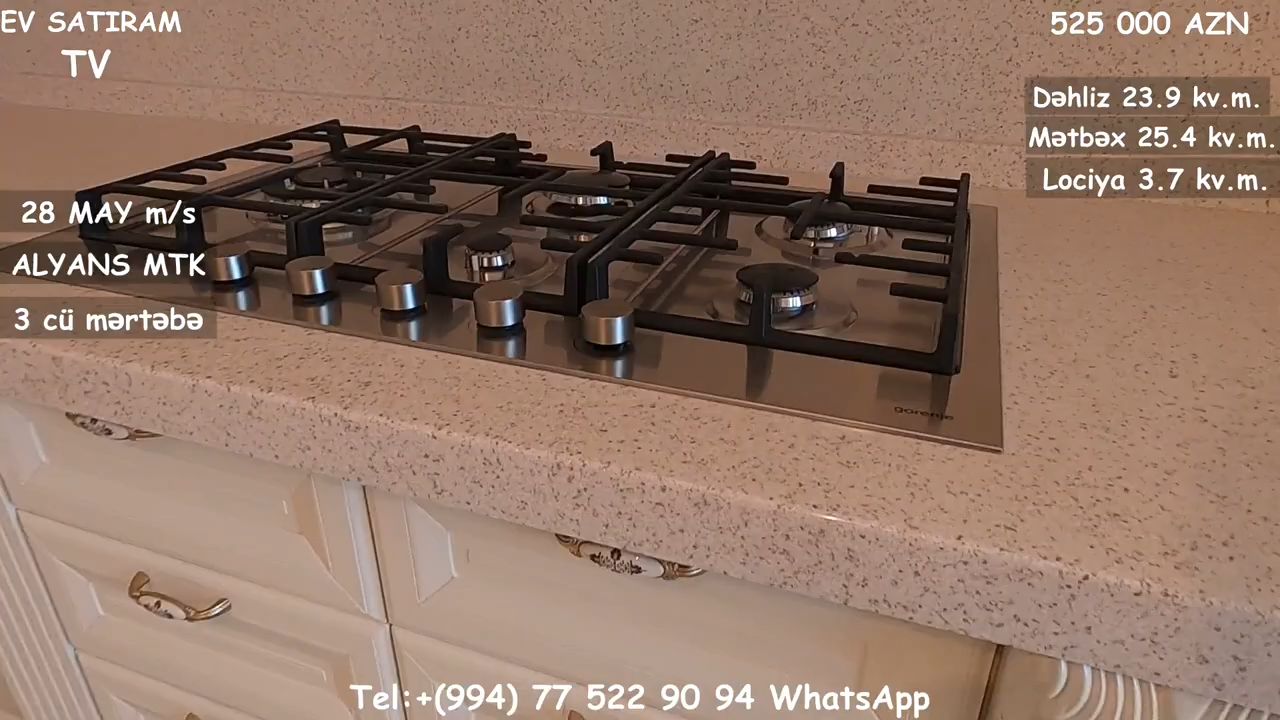 EV SATIRAM
TV
525 000 AZN
Dəhliz 23.9 kv.m.
Mətbəx 25.4 kv.m.
Lociya 3.7 kv.m.
28 MAY m/s
ALYANS MTK
3 cü mərtəbə
gorenje
Tel:+(994) 77 522 90 94 WhatsApp